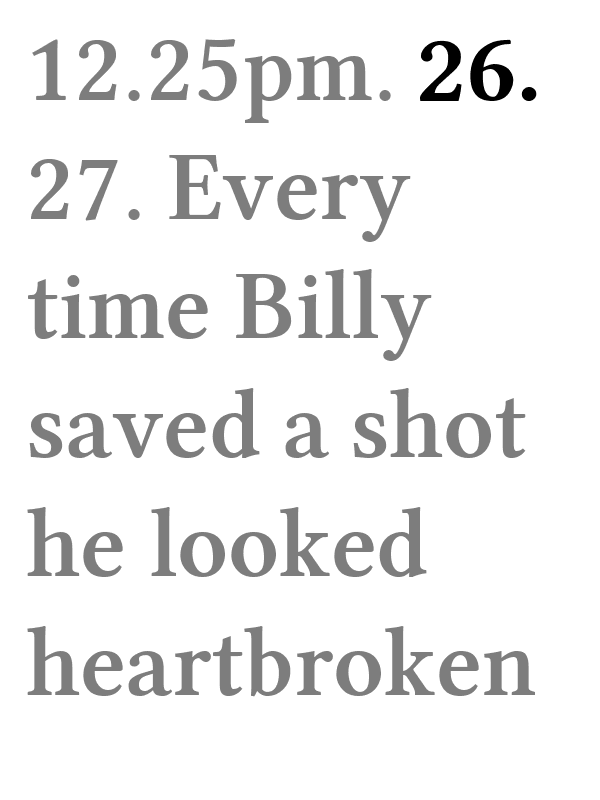 12.25pm. 26.
27. Every
time Billy
saved a shot
he looked
heartbroken